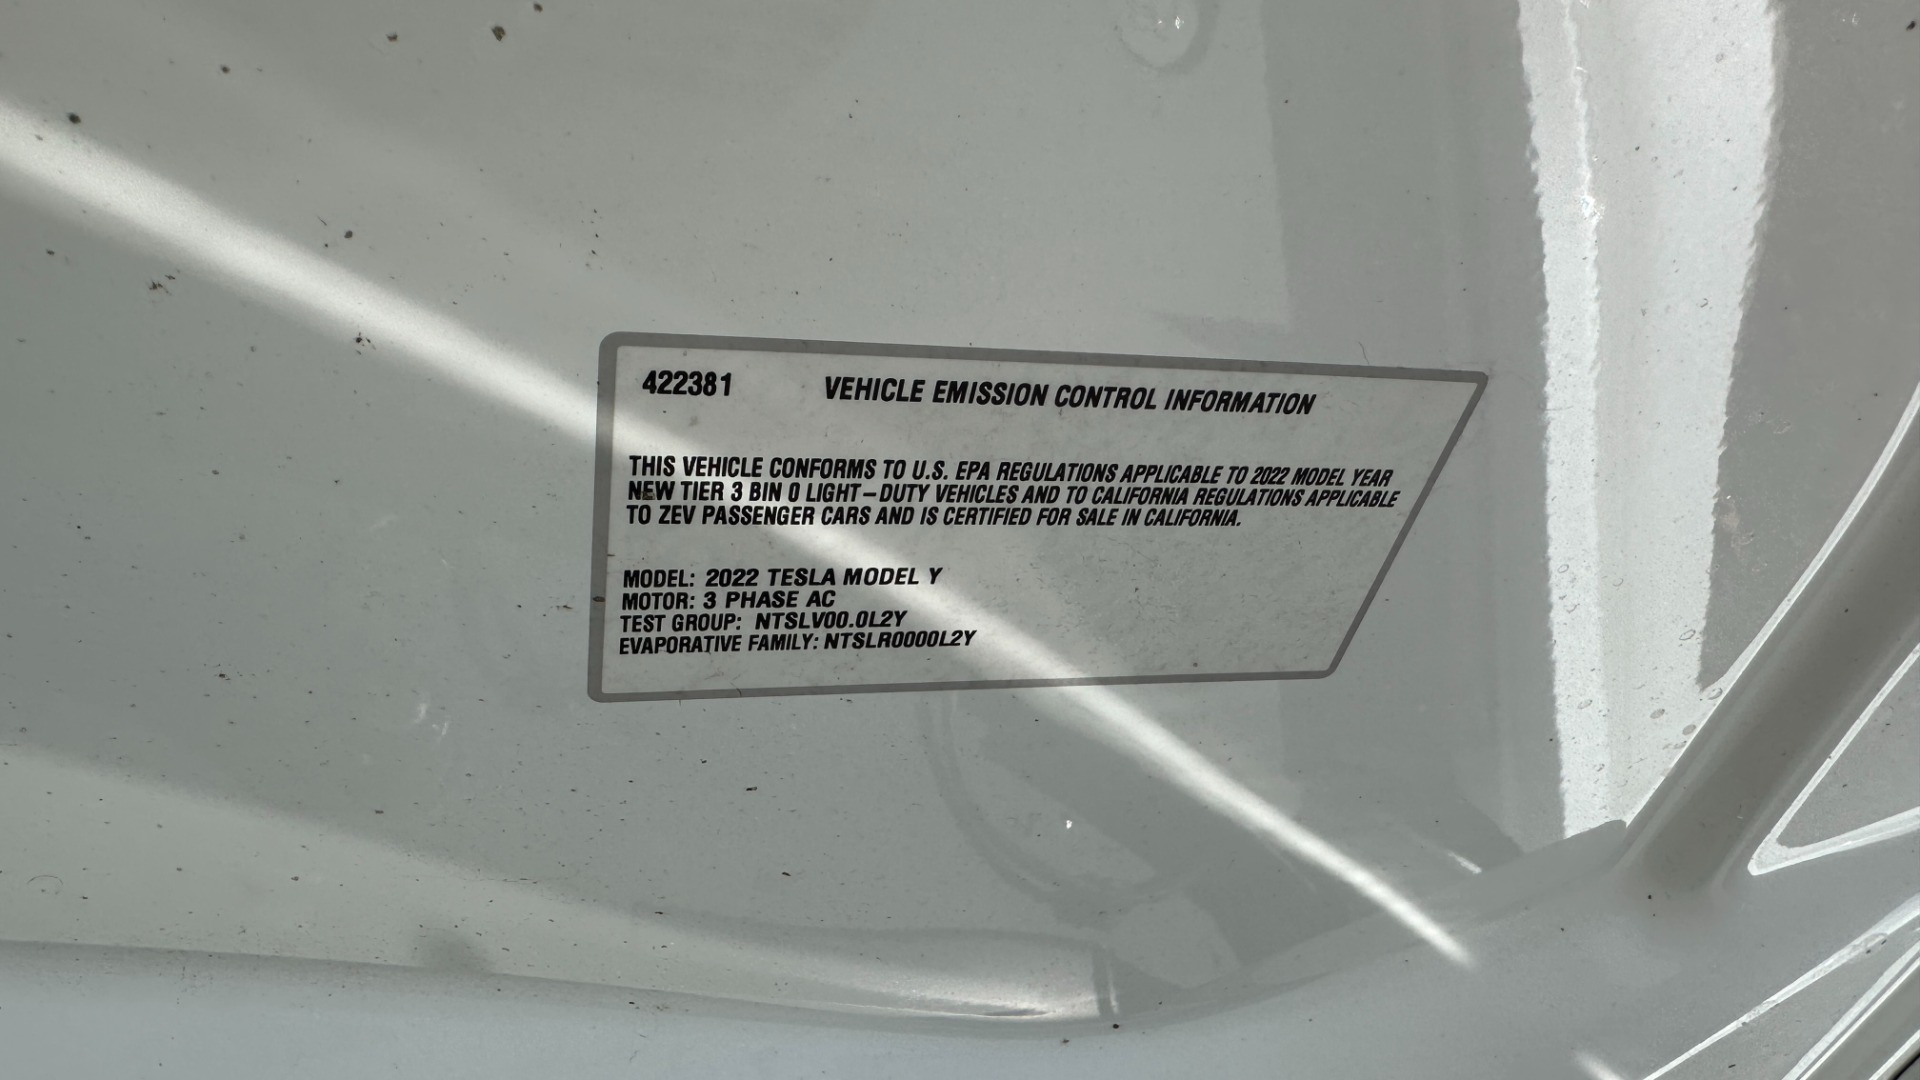 422381 VEHICLE EMISSION CONTROL INFORMATION
THIS VEHICLE CONFORMS TO U.S. EPA REGULATIONS APPLICABLE TO 2022 MODEL YEAR
NEW TIER 3 BIN 0 LIGHT-DUTY VEHICLES AND TO CALIFORNIA REGULATIONS APPLICABLE
TO ZEV PASSENGER CARS AND IS CERTIFIED FOR SALE IN CALIFORNIA.
MODEL: 2022 TESLA MODEL Y
MOTOR: 3 PHASE AC
TEST GROUP: NTSLV00.0L2Y
EVAPORATIVE FAMILY: NTSLR0000L2Y